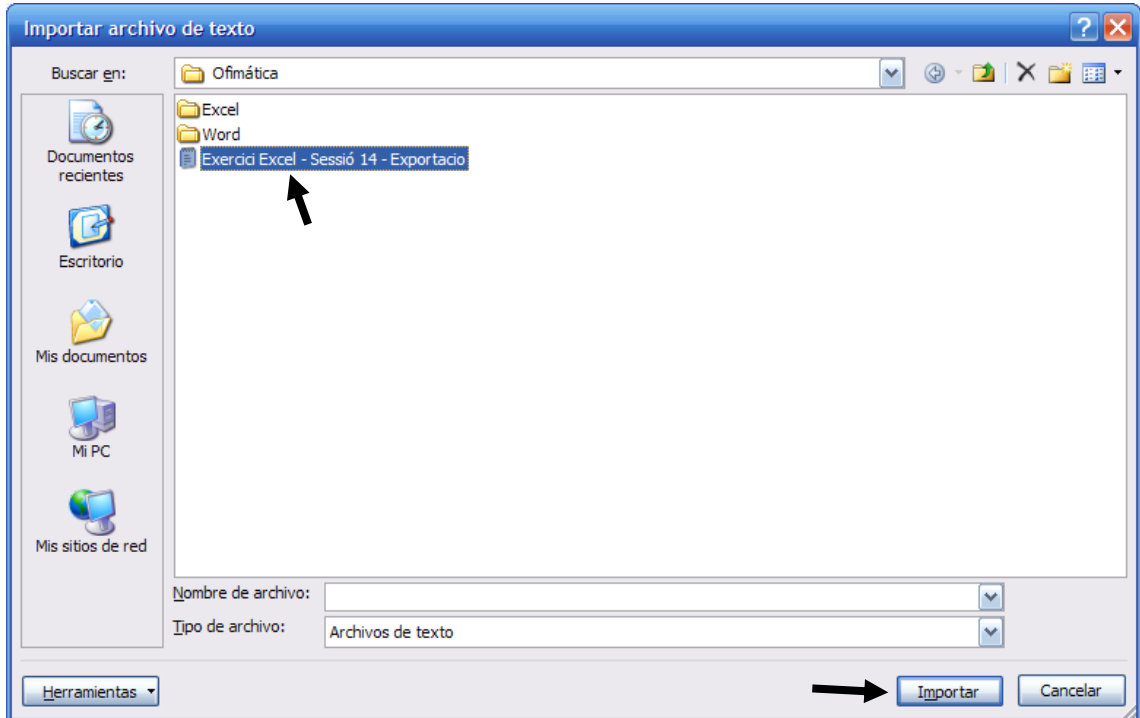 Importar archivo de texto
Buscar en:
Ofimática
Excel
Word
Exercici Excel - Sessió 14 - Exportacio
Documentos
recientes
Escritorio
Mis documentos
Mi PC
Mis sitios de red
Nombre de archivo:
Tipo de archivo:
Archivos de texto
Herramientas
Importar
Cancelar